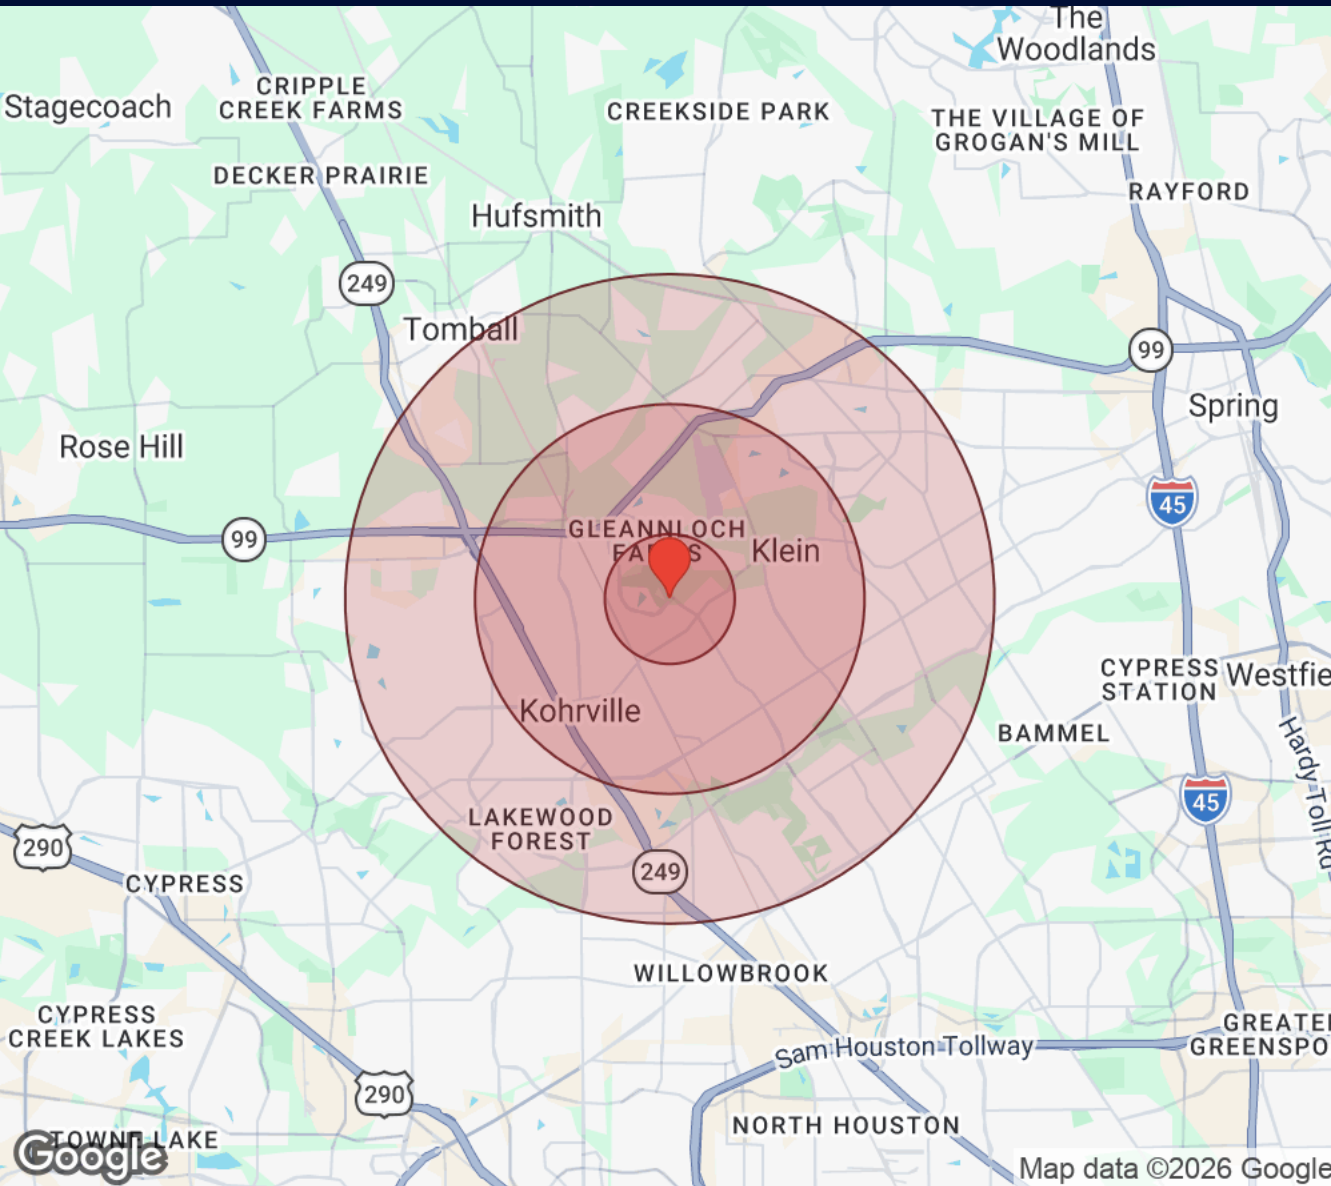 The
Woodlands
CRIPPLE
CREEK FARMS
Stagecoach
CREEKSIDE PARK
THE VILLAGE OF
GROGAN'S MILL
DECKER PRAIRIE
RAYFORD
Hufsmith
249
Tomball
99
Spring
Rose Hill
45
99
GLEANNLOCH
FARMS
Klein
CYPRESS
STATION
Westfie
Kohrville
BAMMEL
Hardy Toll Rd
45
LAKEWOOD
FOREST
290
249
CYPRESS
WILLOWBROOK
CYPRESS
CREEK LAKES
GREATE
GREENSPO
Sam Houston Tollway
290
NORTH HOUSTON
TOWNE LAKE
Google
Map data ©2026 Google